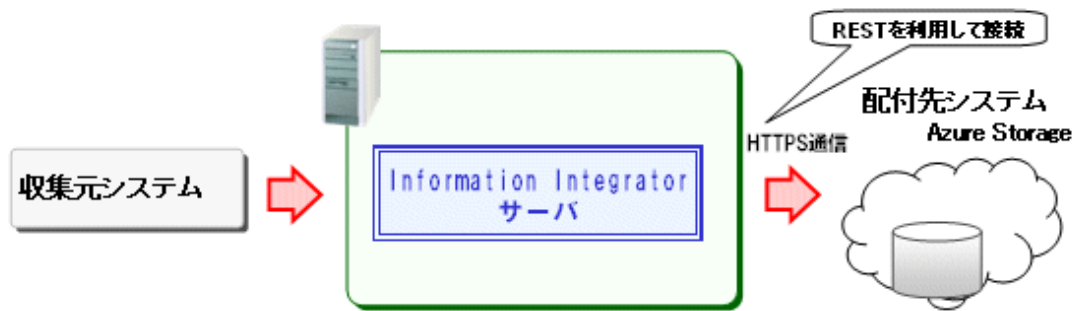 RESTを利用して接続
配付先システム
Azure Storage
HTTPS通信
収集元システム
Information Integrator
サーバ